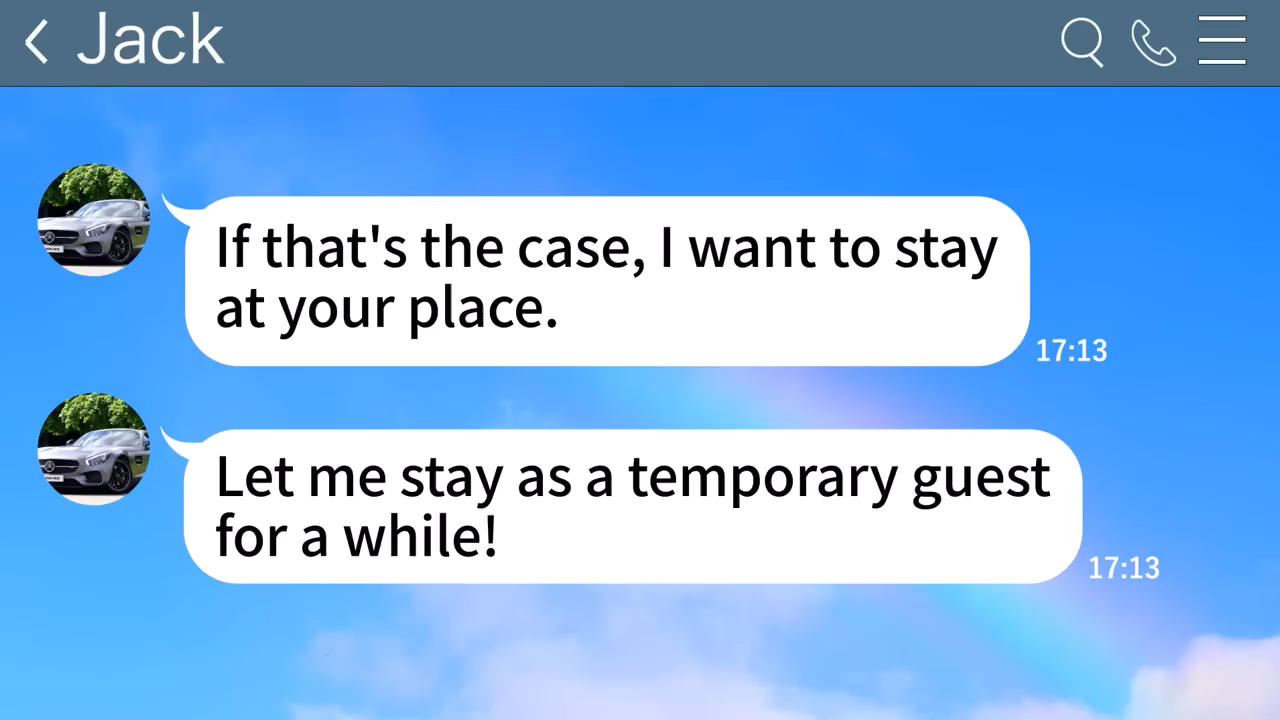 Jack
If that's the case, I want to stay
at your place.
17:13
Let me stay as a temporary guest
for a while!
17:13